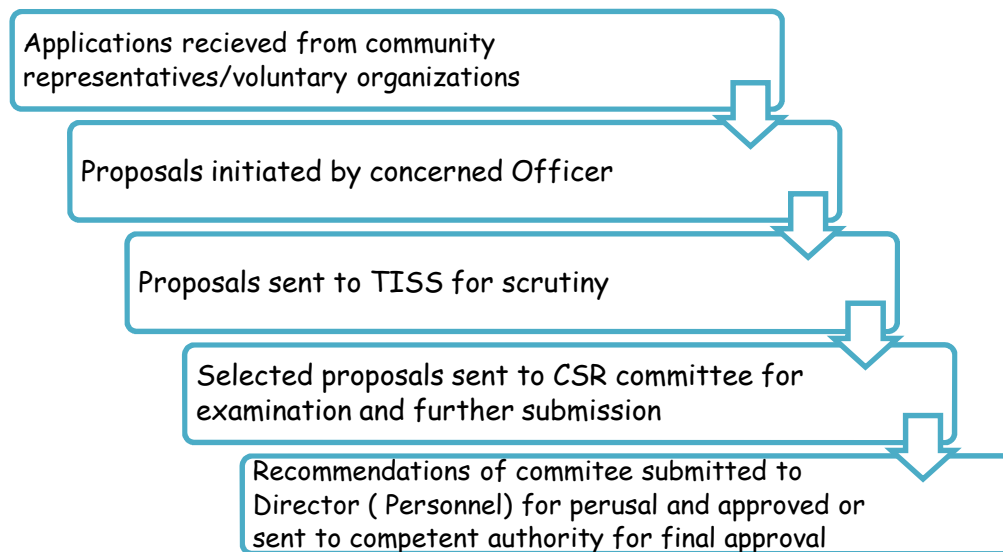 Applications recieved from community
representatives/voluntary organizations
Proposals initiated by concerned Officer
Proposals sent to TISS for scrutiny
Selected proposals sent to CSR committee for
examination and further submission
Recommendations of commitee submitted to
Director ( Personnel) for perusal and approved or
sent to competent authority for final approval